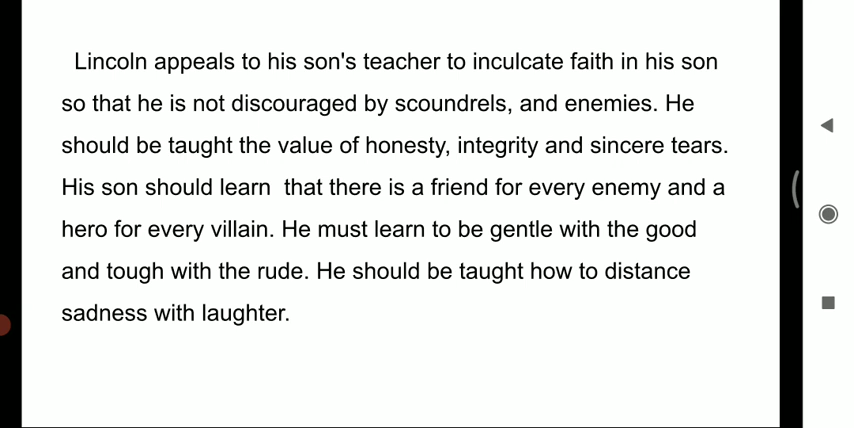 Lincoln appeals to his son's teacher to inculcate faith in his son
so that he is not discouraged by scoundrels, and enemies. He
should be taught the value of honesty, integrity and sincere tears.
His son should learn  that there is a friend for every enemy and a
hero for every villain. He must learn to be gentle with the good
and tough with the rude. He should be taught how to distance
sadness with laughter.